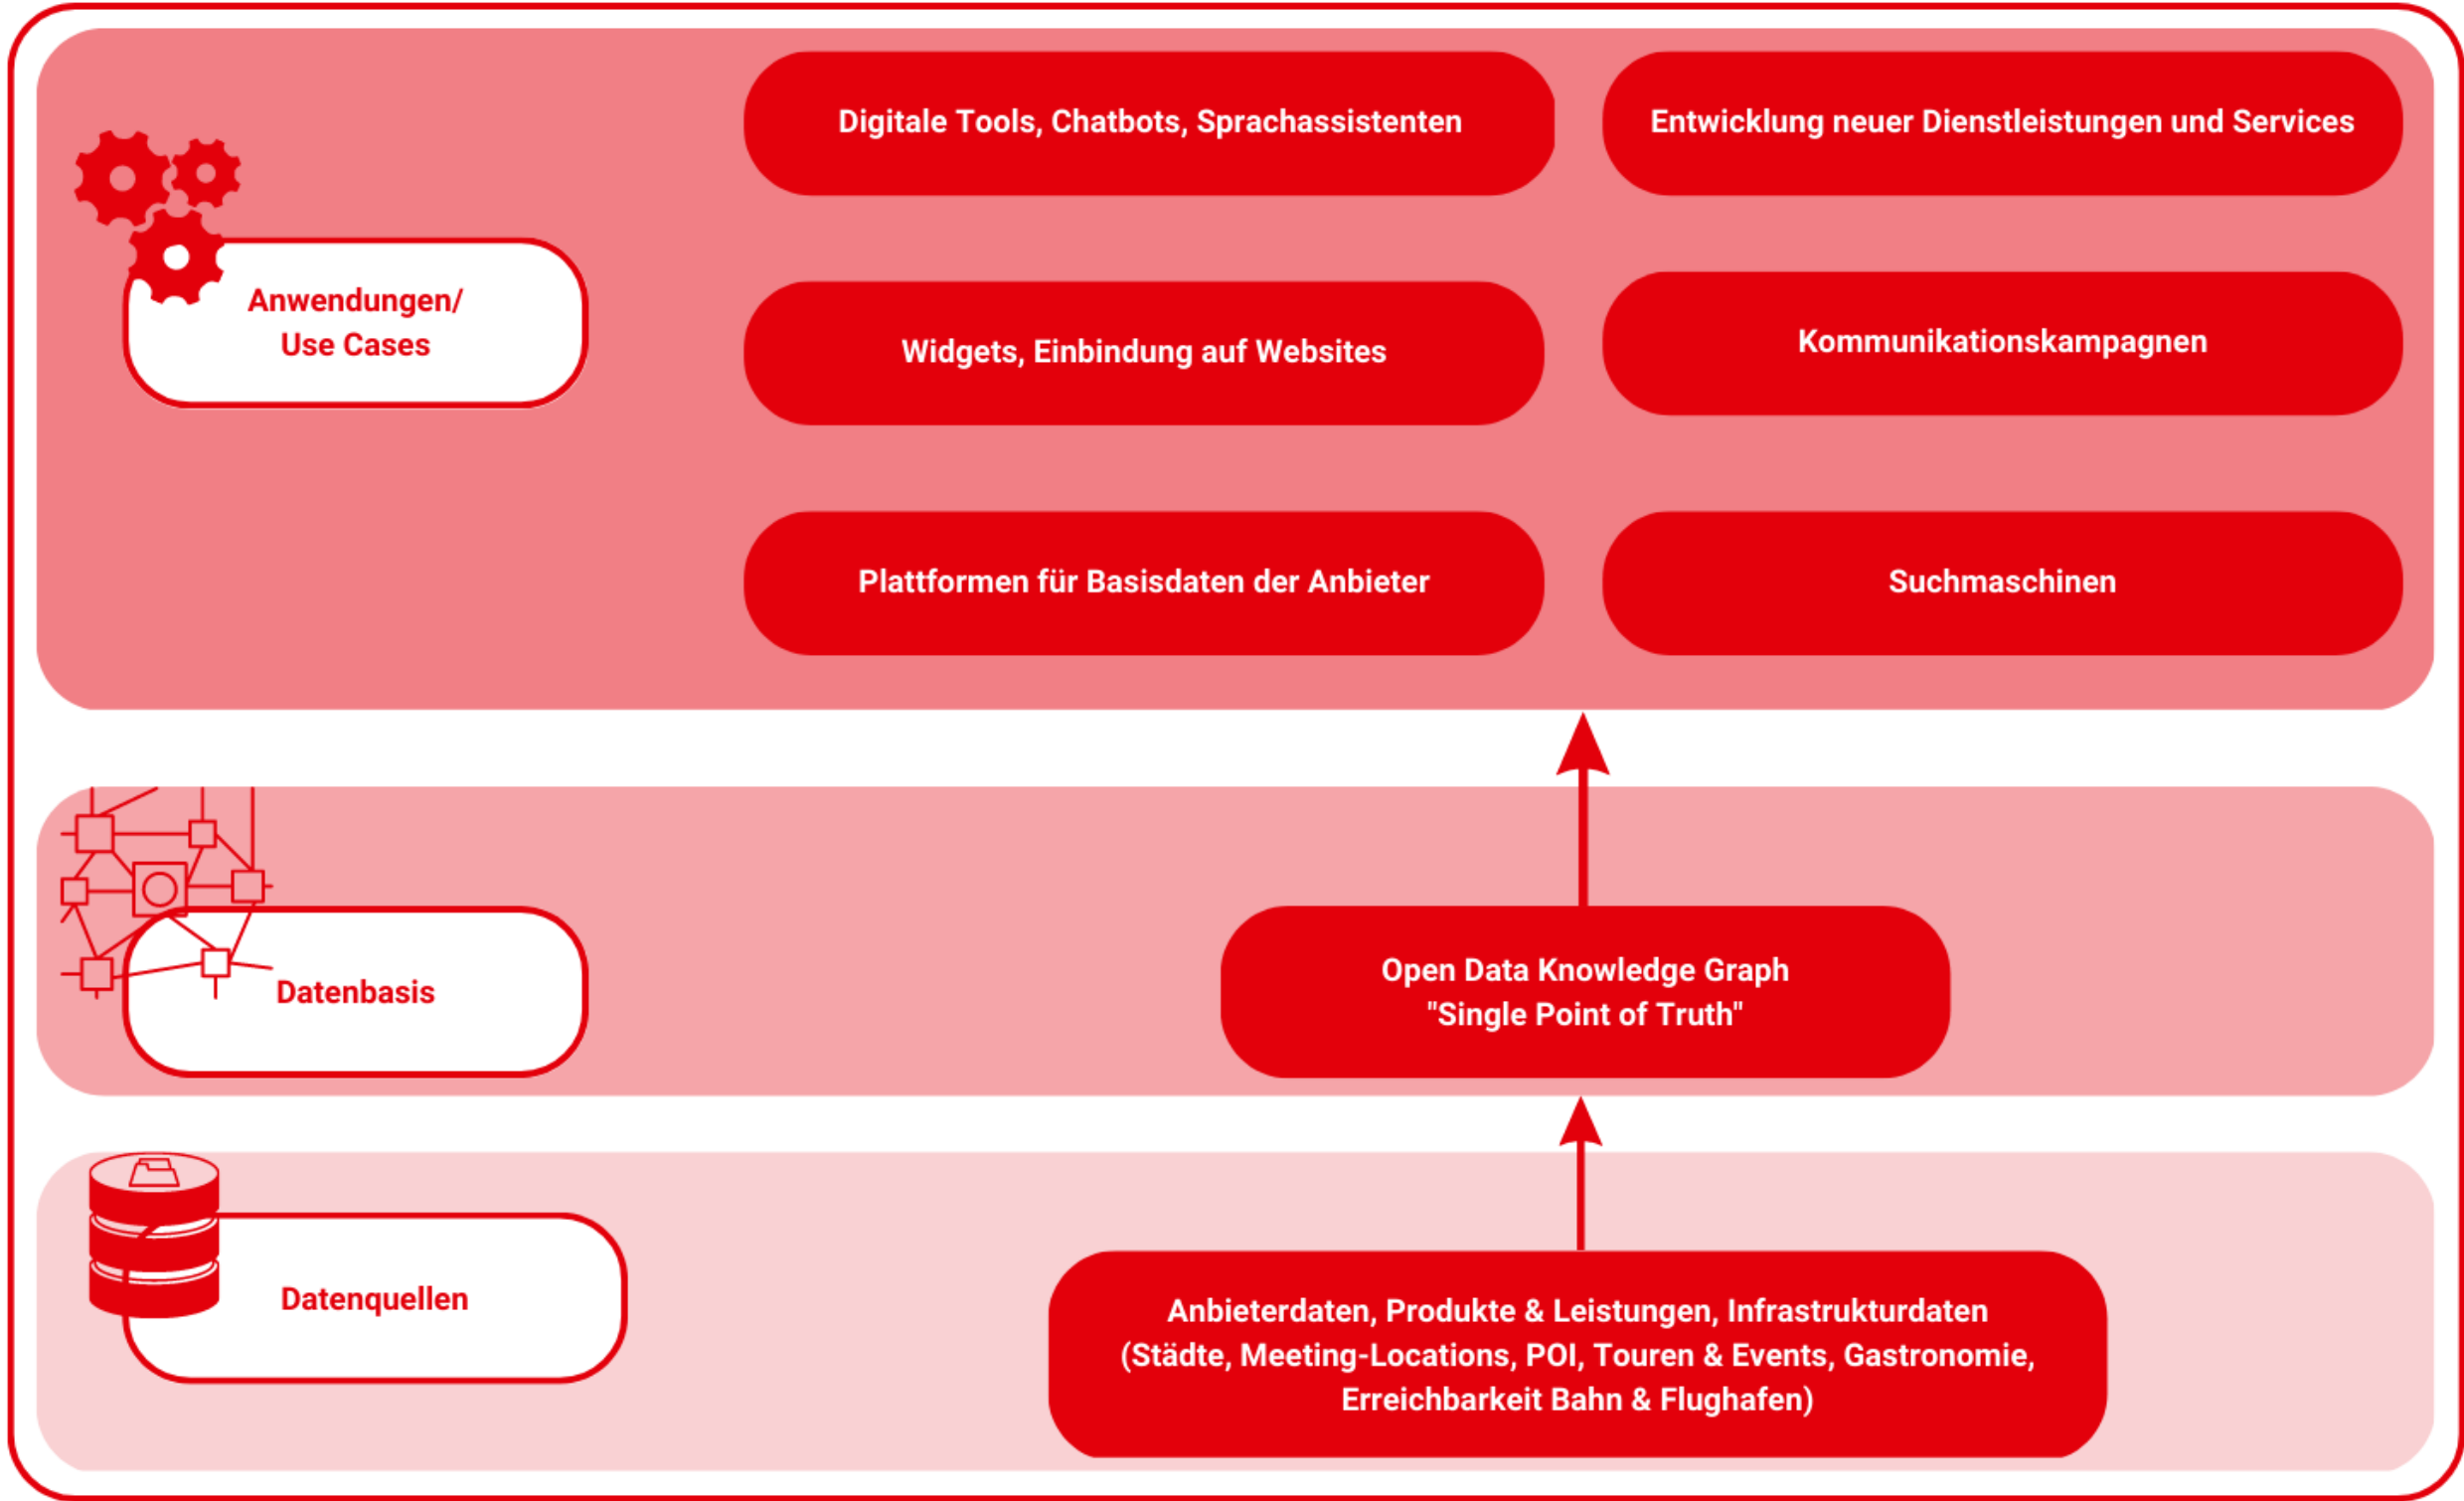 Digitale Tools, Chatbots, Sprachassistenten
Entwicklung neuer Dienstleistungen und Services
Anwendungen/
Use Cases
Widgets, Einbindung auf Websites
Kommunikationskampagnen
Plattformen für Basisdaten der Anbieter
Suchmaschinen
Datenbasis
Open Data Knowledge Graph
"Single Point of Truth"
Datenquellen
Anbieterdaten, Produkte & Leistungen, Infrastrukturdaten
(Städte, Meeting-Locations, POI, Touren & Events, Gastronomie,
Erreichbarkeit Bahn & Flughafen)